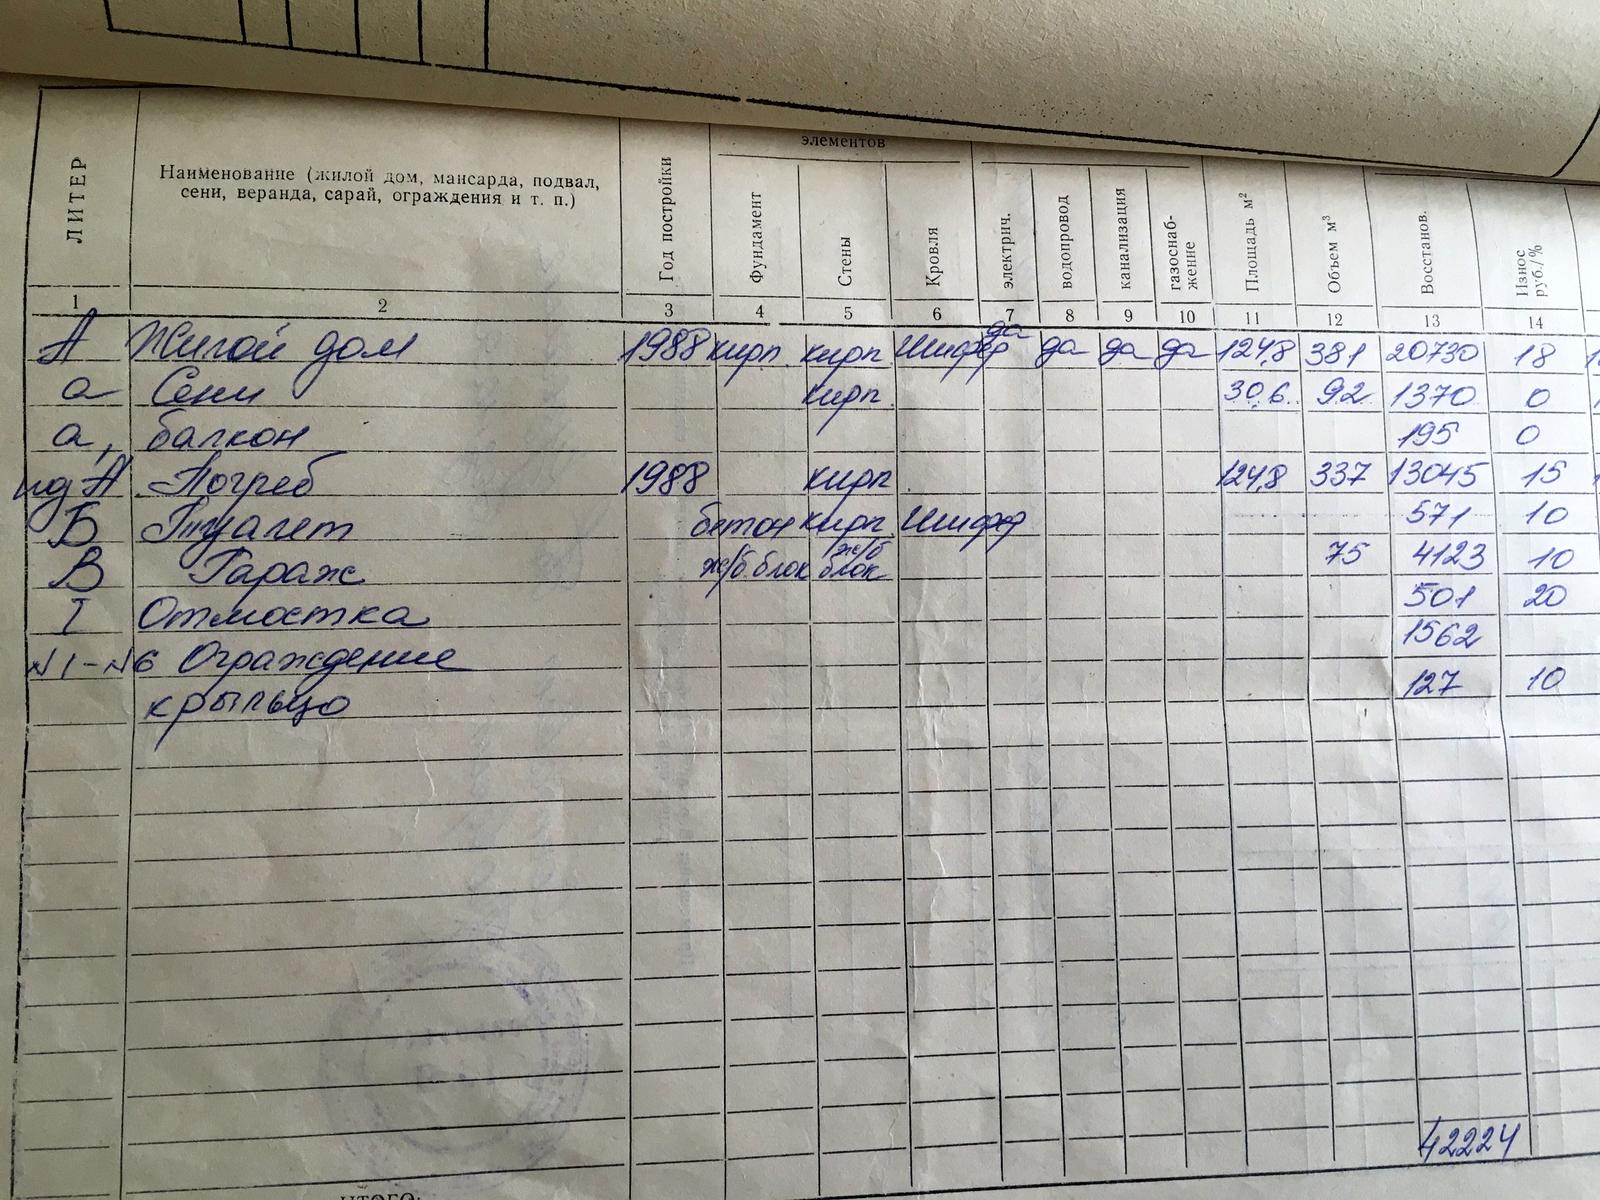 элементов
ЛИТЕР
Наименование (жилой дом, мансарда, подвал,
сени, веранда, сарай, ограждения и т. п.)
Год постройки
Фундамент
Стены
Кровля
электрич.
водопровод
канализация
газоснаб-
жение
Площадь м²
Объем м³
Восстанов.
Износ
руб/%
1 2 3 4 5 6 7 8 9 10 11 12 13 14
А Жилой дом 1988 кирп. кирп Шифер да да да да 124,8 381 20730 18
а Сени кирп. 30,6 92 1370 0
а, балкон 195 0
под А Погреб 1988 кирп. 124,8 337 13045 15
Б Туалет бетон кирп. Шифер 571 10
В Гараж ж/б блок ж/б блок 75 4123 10
I Отмостка 501 20
N1-N6 Ограждение 1562
крыльцо 127 10
42224
ИТОГО: